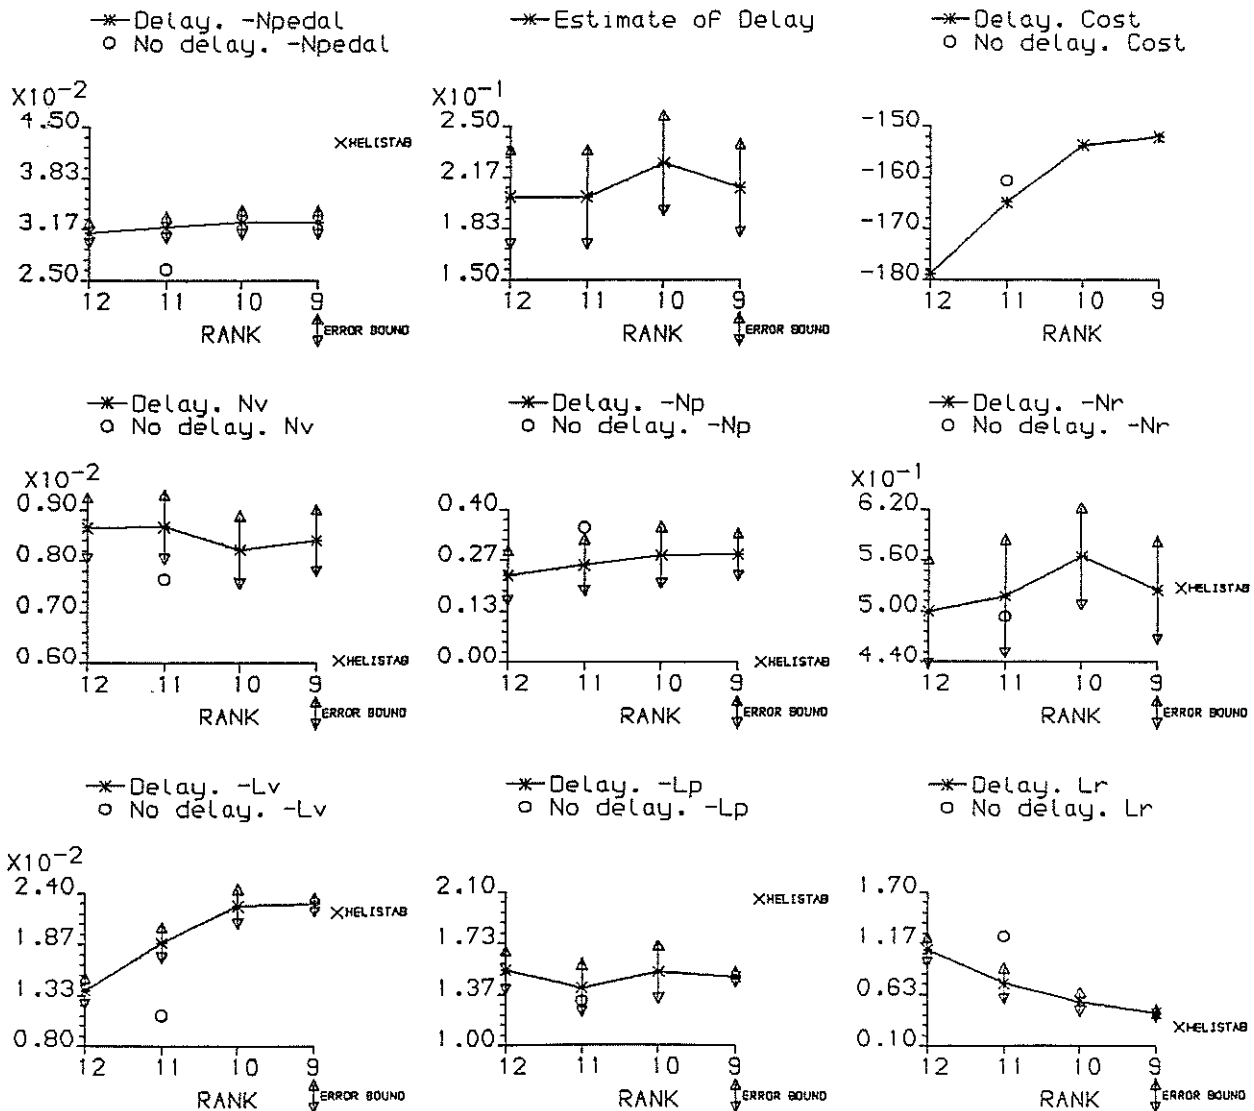 Delay. -Npedal
No delay. -Npedal
X10-2
4.50
3.83
3.17
2.50
12 11 10 9
RANK
HELISTAB
ERROR BOUND
Estimate of Delay
X10-1
2.50
2.17
1.83
1.50
12 11 10 9
RANK
ERROR BOUND
Delay. Cost
No delay. Cost
-150
-160
-170
-180
12 11 10 9
RANK
Delay. Nv
No delay. Nv
X10-2
0.90
0.80
0.70
0.60
12 11 10 9
RANK
HELISTAB
ERROR BOUND
Delay. -Np
No delay. -Np
0.40
0.27
0.13
0.00
12 11 10 9
RANK
HELISTAB
ERROR BOUND
Delay. -Nr
No delay. -Nr
X10-1
6.20
5.60
5.00
4.40
12 11 10 9
RANK
HELISTAB
ERROR BOUND
Delay. -Lv
No delay. -Lv
X10-2
2.40
1.87
1.33
0.80
12 11 10 9
RANK
HELISTAB
ERROR BOUND
Delay. -Lp
No delay. -Lp
2.10
1.73
1.37
1.00
12 11 10 9
RANK
HELISTAB
ERROR BOUND
Delay. Lr
No delay. Lr
1.70
1.17
0.63
0.10
12 11 10 9
RANK
HELISTAB
ERROR BOUND